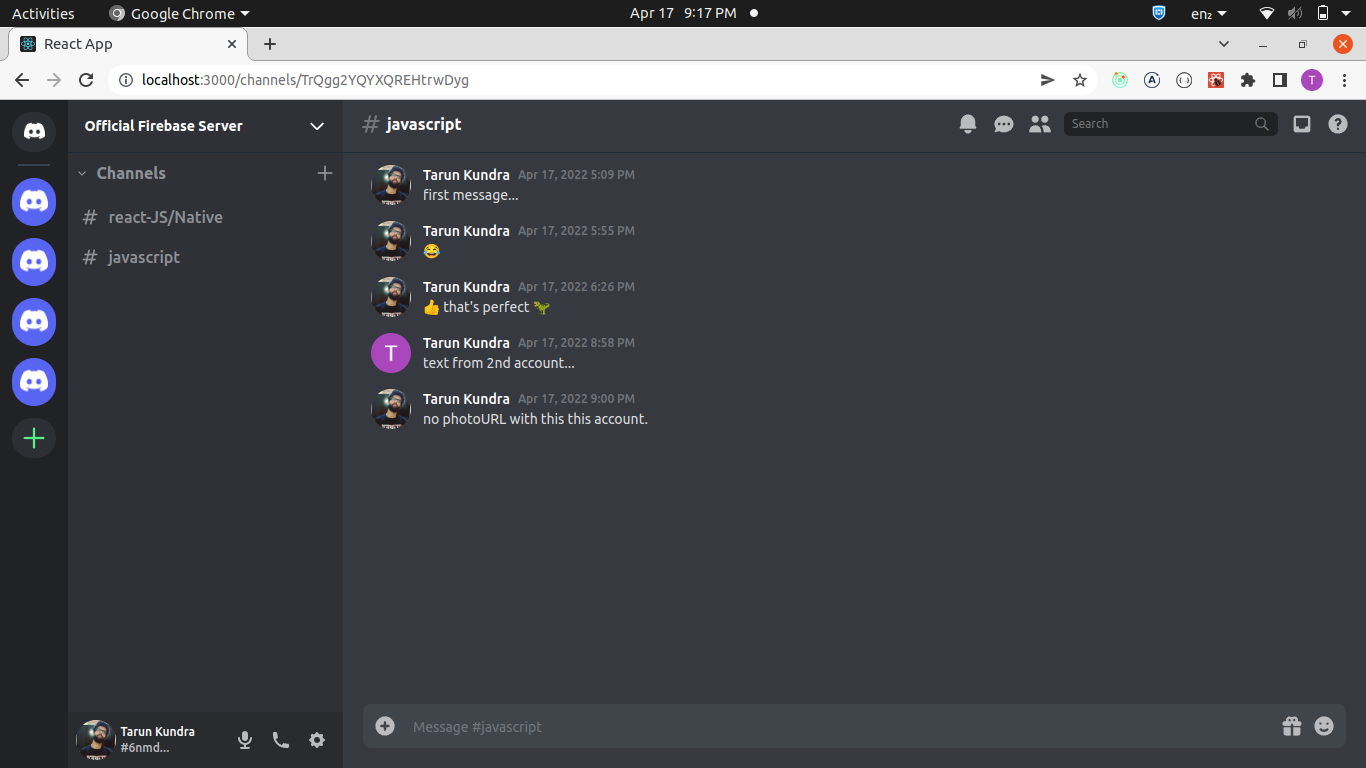 Activities Google Chrome Apr 17 9:17 PM en₂
React App
localhost:3000/channels/TrQgg2YQYXQREHtrwDyg T
Official Firebase Server
# javascript
Search
Channels
# react-JS/Native
# javascript
Tarun Kundra Apr 17, 2022 5:09 PM
first message...
Tarun Kundra Apr 17, 2022 5:55 PM
😂
Tarun Kundra Apr 17, 2022 6:26 PM
👍 that's perfect 🦖
T
Tarun Kundra Apr 17, 2022 8:58 PM
text from 2nd account...
Tarun Kundra Apr 17, 2022 9:00 PM
no photoURL with this this account.
Tarun Kundra
#6nmd...
Message #javascript